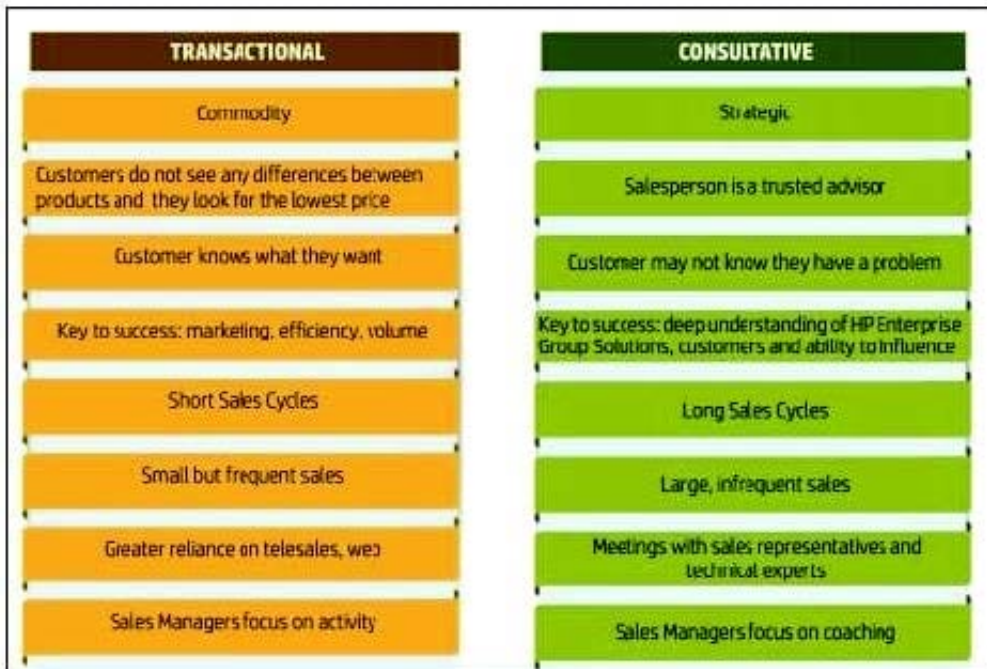 TRANSACTIONAL
Commodity
Customers do not see any differences between
products and they look for the lowest price
Customer knows what they want
Key to success: marketing, efficiency, volume
Short Sales Cycles
Small but frequent sales
Greater reliance on telesales, web
Sales Managers focus on activity
CONSULTATIVE
Strategic
Salesperson is a trusted advisor
Customer may not know they have a problem
Key to success: deep understanding of HP Enterprise
Group Solutions, customers and ability to influence
Long Sales Cycles
Large, infrequent sales
Meetings with sales representatives and
technical experts
Sales Managers focus on coaching